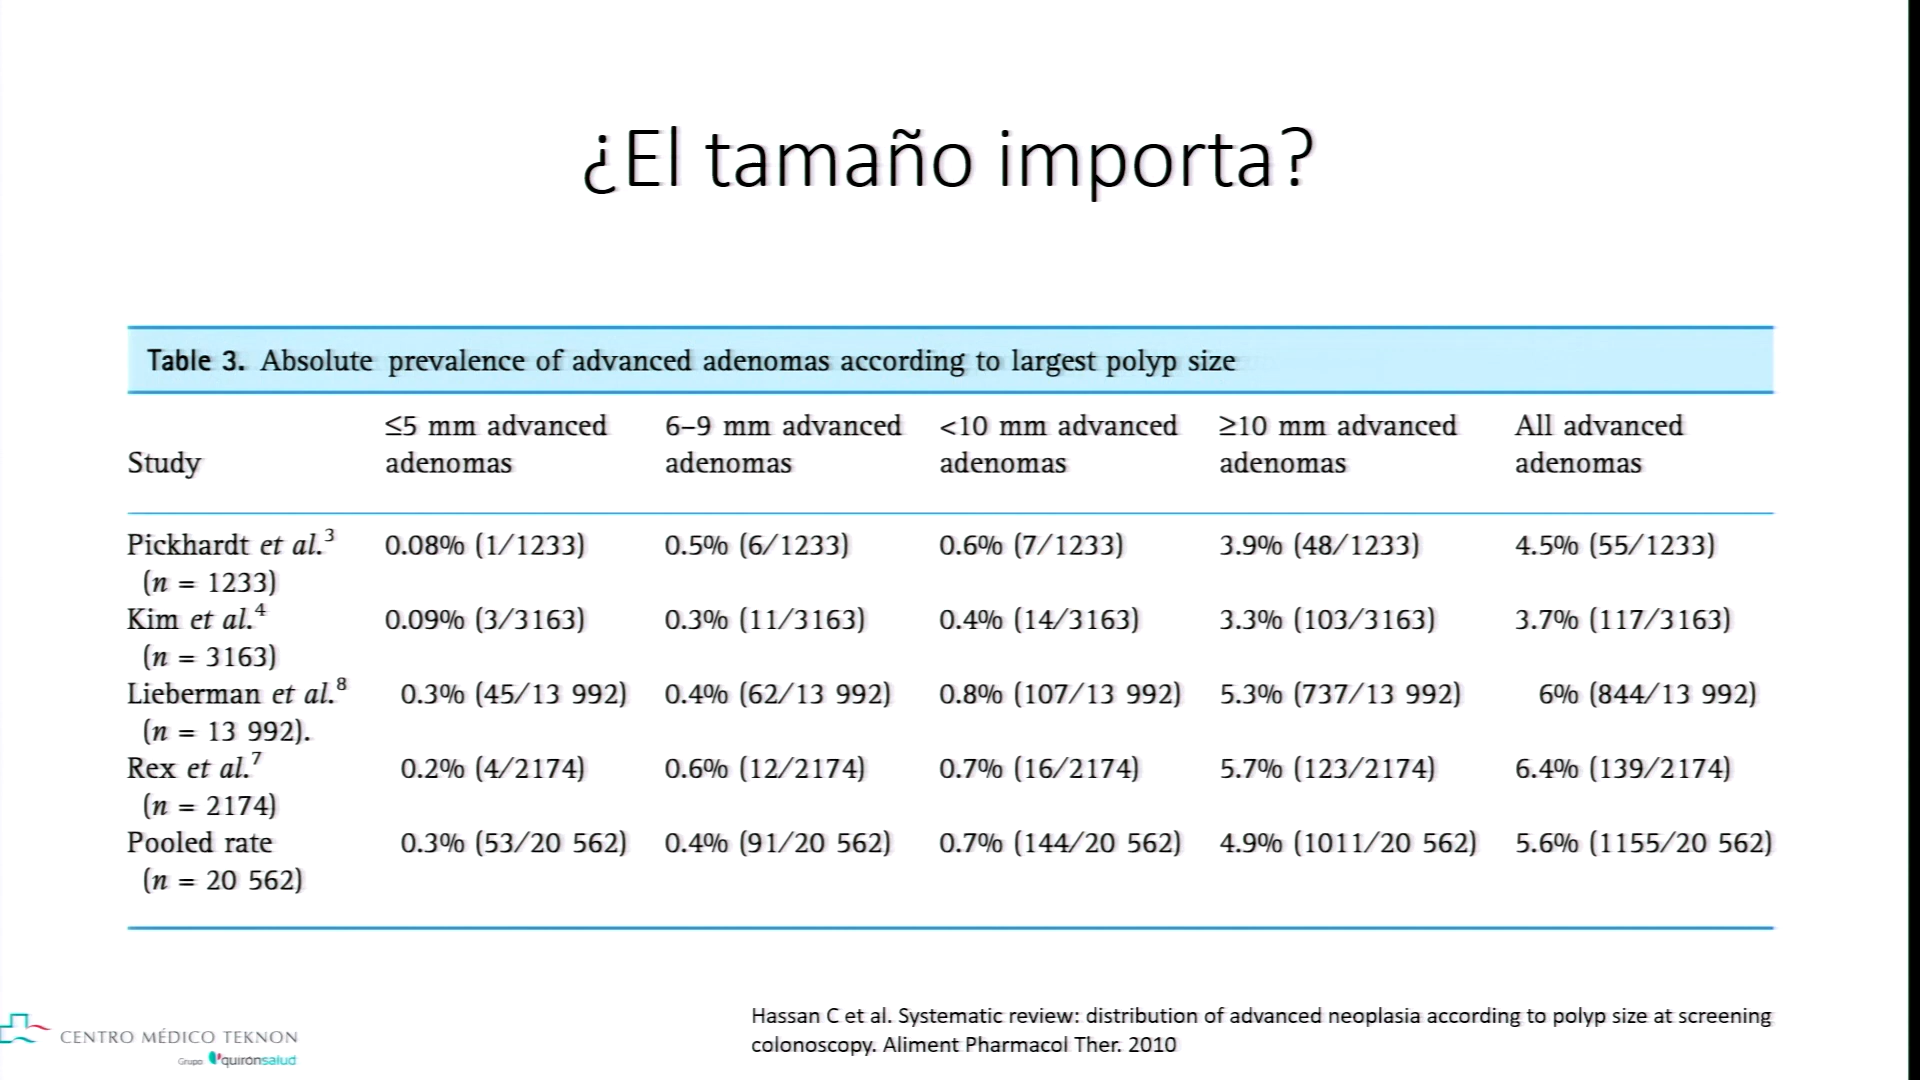 ¿El tamaño importa?
Table 3. Absolute prevalence of advanced adenomas according to largest polyp size
Study ≤5 mm advanced adenomas 6–9 mm advanced adenomas <10 mm advanced adenomas ≥10 mm advanced adenomas All advanced adenomas
Pickhardt et al.3 0.08% (1/1233) 0.5% (6/1233) 0.6% (7/1233) 3.9% (48/1233) 4.5% (55/1233)
(n = 1233)
Kim et al.4 0.09% (3/3163) 0.3% (11/3163) 0.4% (14/3163) 3.3% (103/3163) 3.7% (117/3163)
(n = 3163)
Lieberman et al.8 0.3% (45/13 992) 0.4% (62/13 992) 0.8% (107/13 992) 5.3% (737/13 992) 6% (844/13 992)
(n = 13 992).
Rex et al.7 0.2% (4/2174) 0.6% (12/2174) 0.7% (16/2174) 5.7% (123/2174) 6.4% (139/2174)
(n = 2174)
Pooled rate 0.3% (53/20 562) 0.4% (91/20 562) 0.7% (144/20 562) 4.9% (1011/20 562) 5.6% (1155/20 562)
(n = 20 562)
Hassan C et al. Systematic review: distribution of advanced neoplasia according to polyp size at screening
colonoscopy. Aliment Pharmacol Ther. 2010
CENTRO MÉDICO TEKNON
Grupo quirónsalud